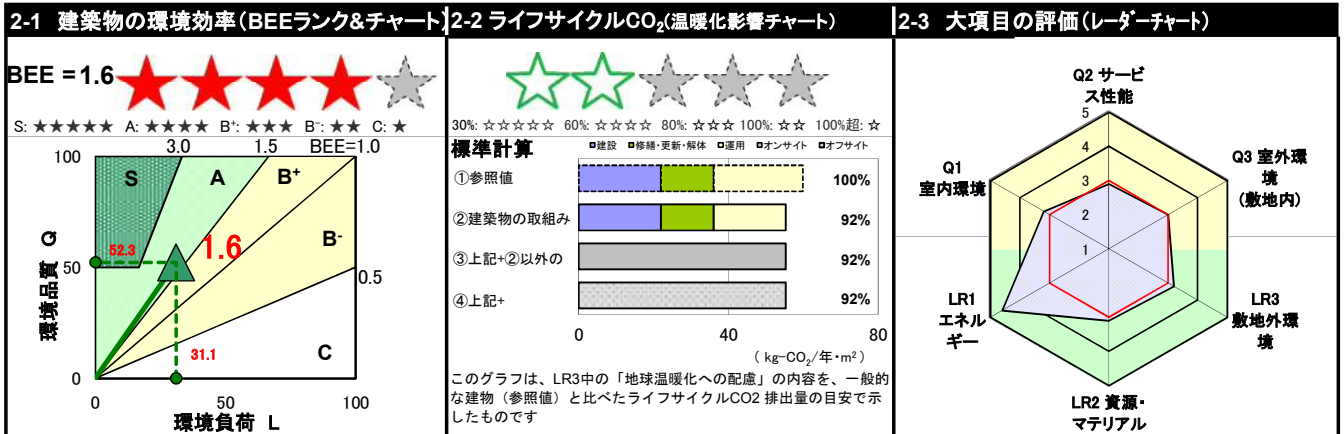 2-1 建築物の環境効率(BEEランク&チャート)
BEE =1.6
S: ★★★★★ A: ★★★★ B⁺: ★★★ B⁻: ★★ C: ★
3.0 1.5 BEE=1.0
100
S
A
B⁺
1.6
B⁻
52.3
50
0.5
31.1
C
0
0 50 100
環境品質 Q
環境負荷 L
2-2 ライフサイクルCO₂(温暖化影響チャート)
30%: ☆☆☆☆☆ 60%: ☆☆☆☆ 80%: ☆☆☆ 100%: ☆☆ 100%超: ☆
標準計算
■建設 ■修繕・更新・解体 □運用 ■オンサイト ■オフサイト
①参照値 100%
②建築物の取組み 92%
③上記+②以外の 92%
④上記+ 92%
0 40 80
( kg-CO₂/年・m² )
このグラフは、LR3中の「地球温暖化への配慮」の内容を、一般的
な建物(参照値)と比べたライフサイクルCO2 排出量の目安で示
したものです
2-3 大項目の評価(レーダーチャート)
Q2 サービ
ス性能
5
4
3
2
1
Q1
室内環境
Q3 室外環
境
(敷地内)
LR1
エネル
ギー
LR3
敷地外環
境
LR2 資源・
マテリアル